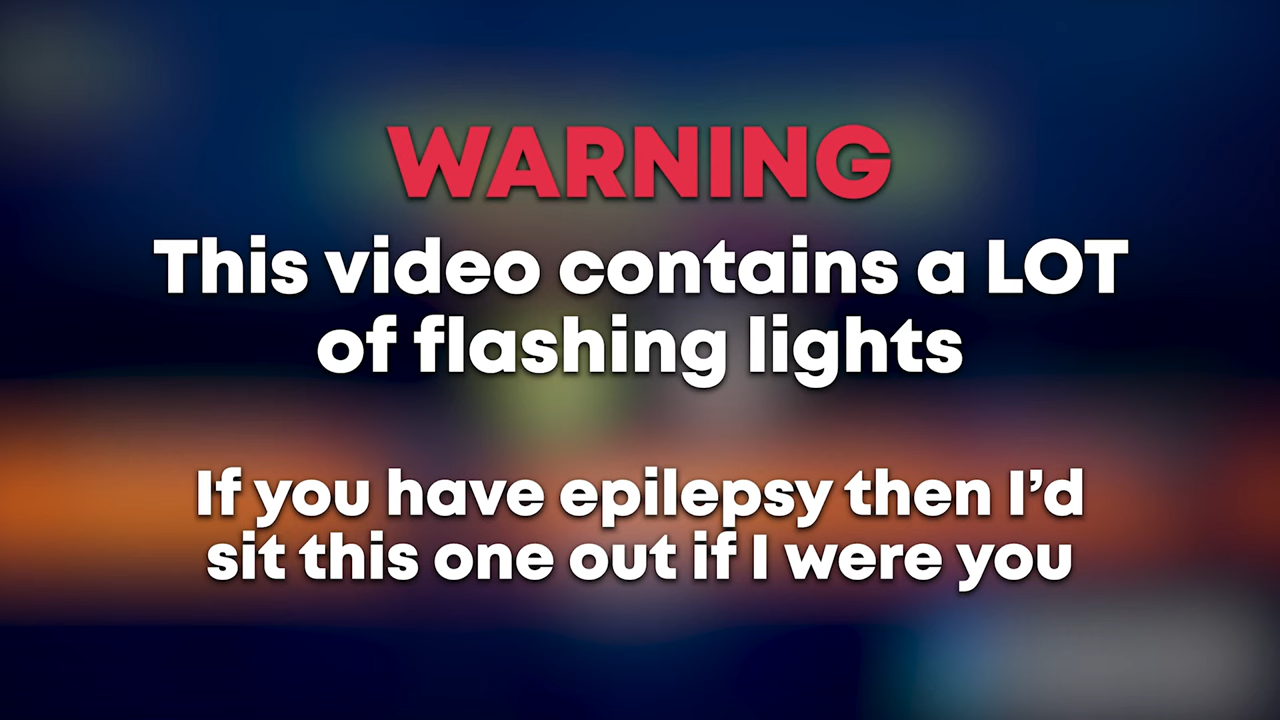 WARNING
This video contains a LOT
of flashing lights
If you have epilepsy then I’d
sit this one out if I were you